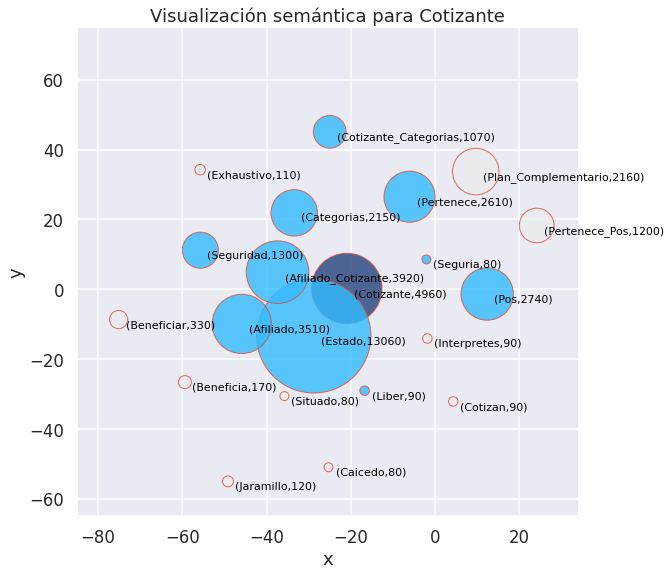 Visualización semántica para Cotizante
y
60
40
20
0
−20
−40
−60
(Cotizante_Categorias,1070)
(Exhaustivo,110)
(Plan_Complementario,2160)
(Pertenece,2610)
(Categorias,2150)
(Pertenece_Pos,1200)
(Seguridad,1300)
(Seguria,80)
(Afiliado_Cotizante,3920)
(Cotizante,4960)
(Pos,2740)
(Beneficiar,330)
(Afiliado,3510)
(Estado,13060)
(Interpretes,90)
(Beneficia,170)
(Situado,80)
(Liber,90)
(Cotizan,90)
(Caicedo,80)
(Jaramillo,120)
−80
−60
−40
−20
0
20
x